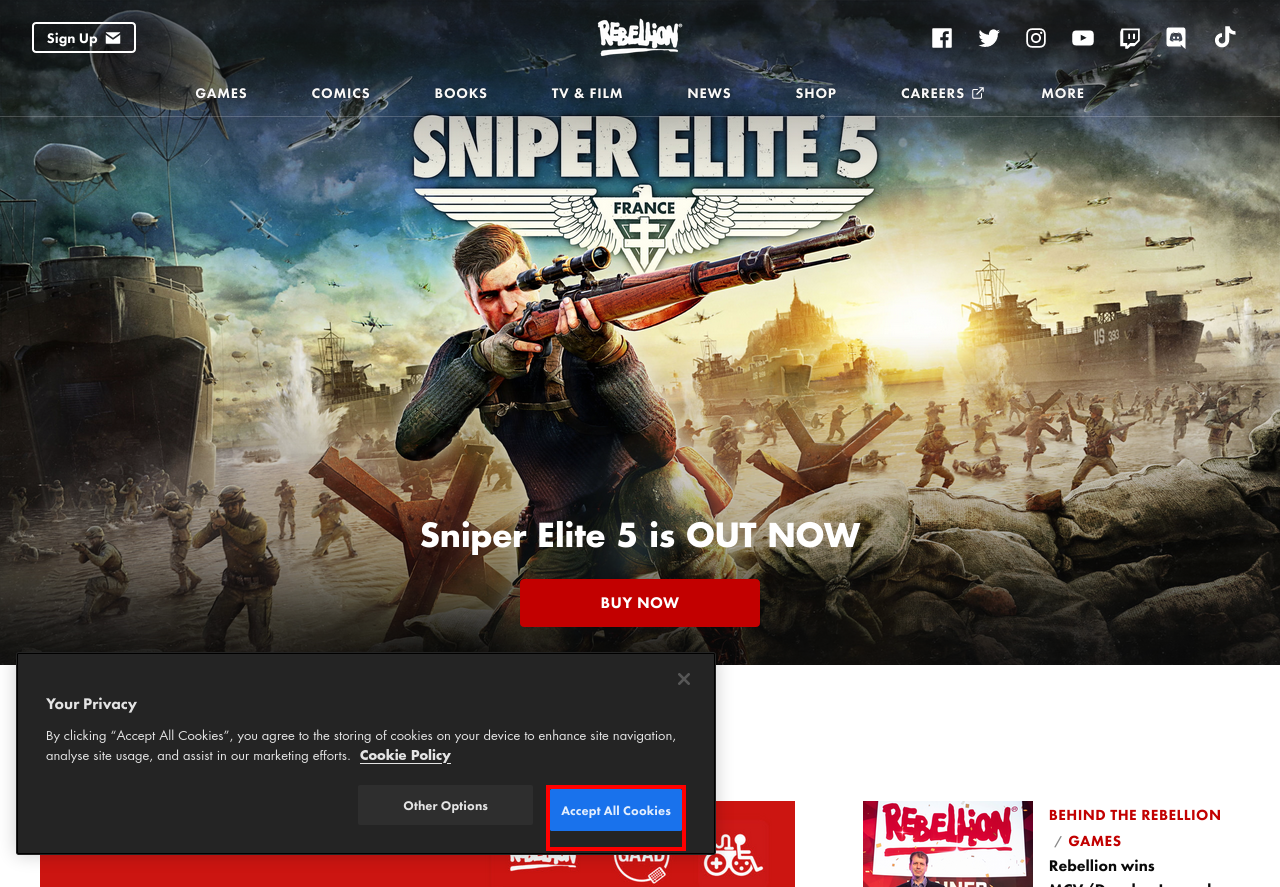 Sign Up
REBELLION
GAMES
COMICS
BOOKS
TV & FILM
NEWS
SHOP
CAREERS
MORE
SNIPER ELITE 5
FRANCE
US 393
Sniper Elite 5 is OUT NOW
BUY NOW
Your Privacy
By clicking “Accept All Cookies”, you agree to the storing of cookies on your device to enhance site navigation,
analyse site usage, and assist in our marketing efforts. Cookie Policy
Other Options
Accept All Cookies
REBELLION
BEHIND THE REBELLION
/ GAMES
Rebellion wins